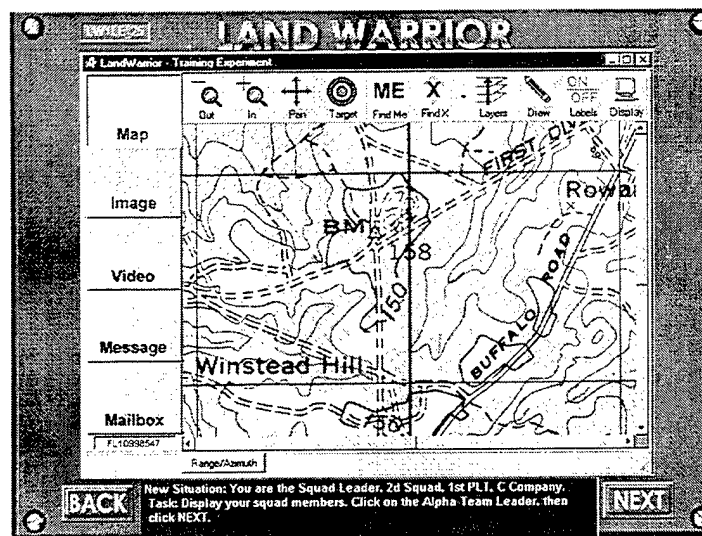 LAND WARRIOR
LandWarrior - Training Experiment
Out In Pan Target ME Find Me X Find X Layers Draw ON OFF Labels Display
Map
Image
Video
Message
Mailbox
FIRST DI
Rowa
BM
158
150
BUFFALO ROAD
Winstead Hill
Range/Azimuth
BACK
New Situation: You are the Squad Leader, 2d Squad, 1st PLT, C Company.
Task: Display your squad members. Click on the Alpha Team Leader, then
click NEXT.
NEXT